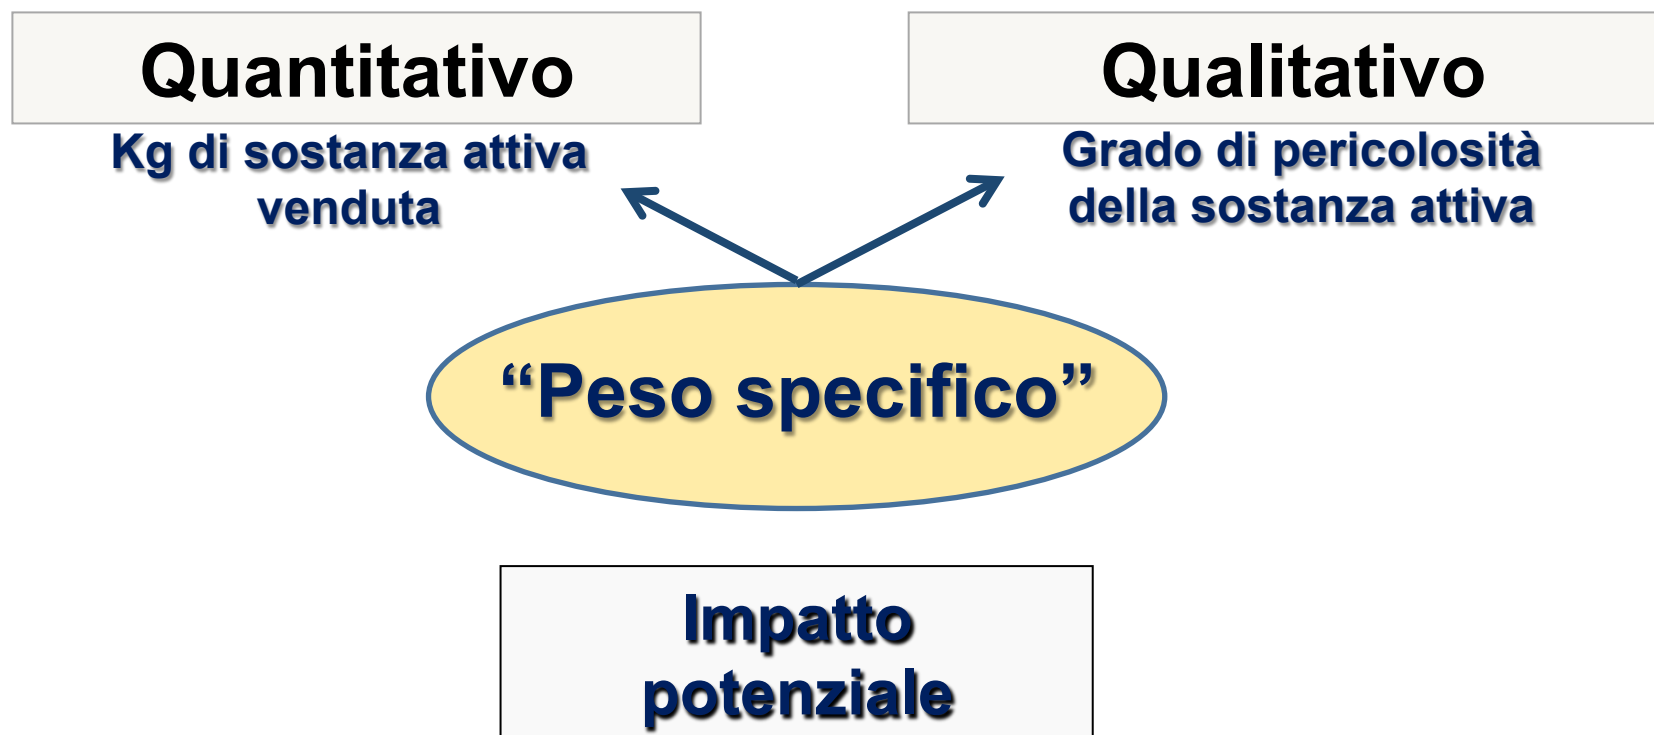 Quantitativo
Kg di sostanza attiva
venduta
Qualitativo
Grado di pericolosità
della sostanza attiva
“Peso specifico”
Impatto
potenziale